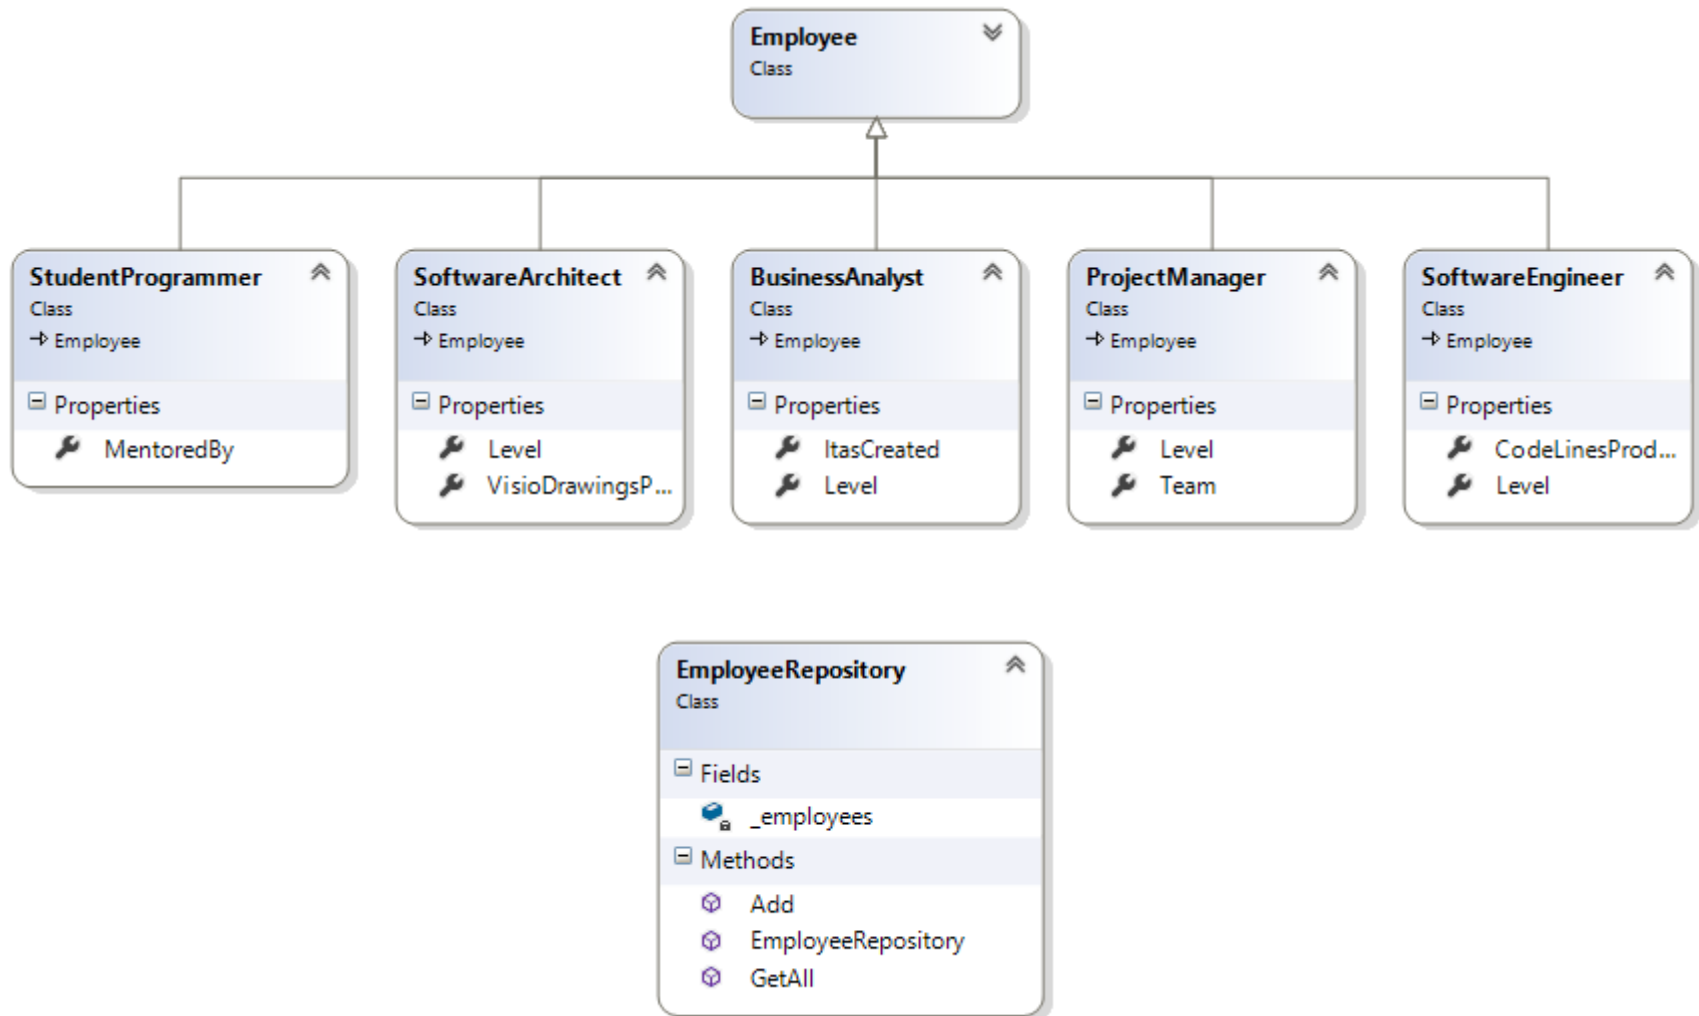 Employee
Class
StudentProgrammer
Class
Employee
Properties
MentoredBy
SoftwareArchitect
Class
Employee
Properties
Level
VisioDrawingsP...
BusinessAnalyst
Class
Employee
Properties
ItasCreated
Level
ProjectManager
Class
Employee
Properties
Level
Team
SoftwareEngineer
Class
Employee
Properties
CodeLinesProd...
Level
EmployeeRepository
Class
Fields
_employees
Methods
Add
EmployeeRepository
GetAll